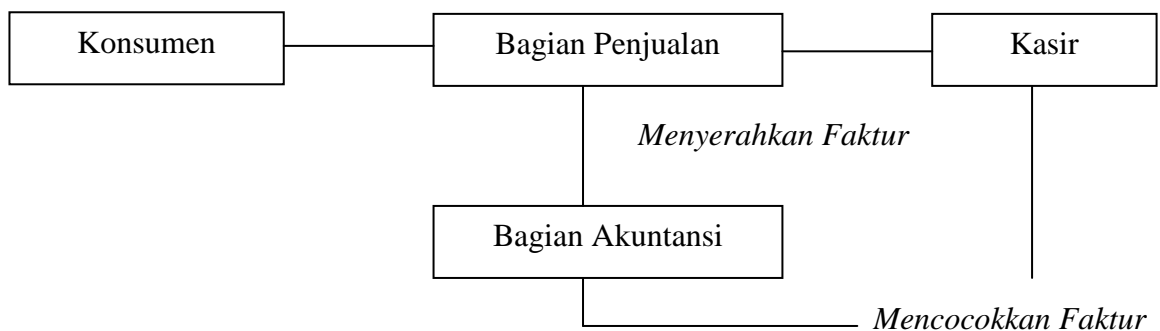 Konsumen
Bagian Penjualan
Kasir
Menyerahkan Faktur
Bagian Akuntansi
Mencocokkan Faktur